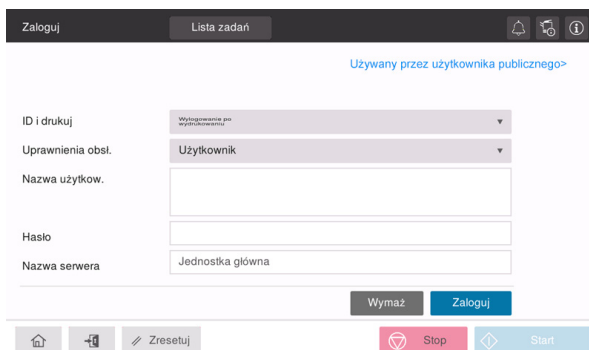 Zaloguj
Lista zadań
Używany przez użytkownika publicznego>
ID i drukuj
Wylogowanie po
wydrukowaniu
Uprawnienia obsł.
Użytkownik
Nazwa użytkow.
Hasło
Nazwa serwera
Jednostka główna
Wymaż
Zaloguj
Zresetuj
Stop
Start